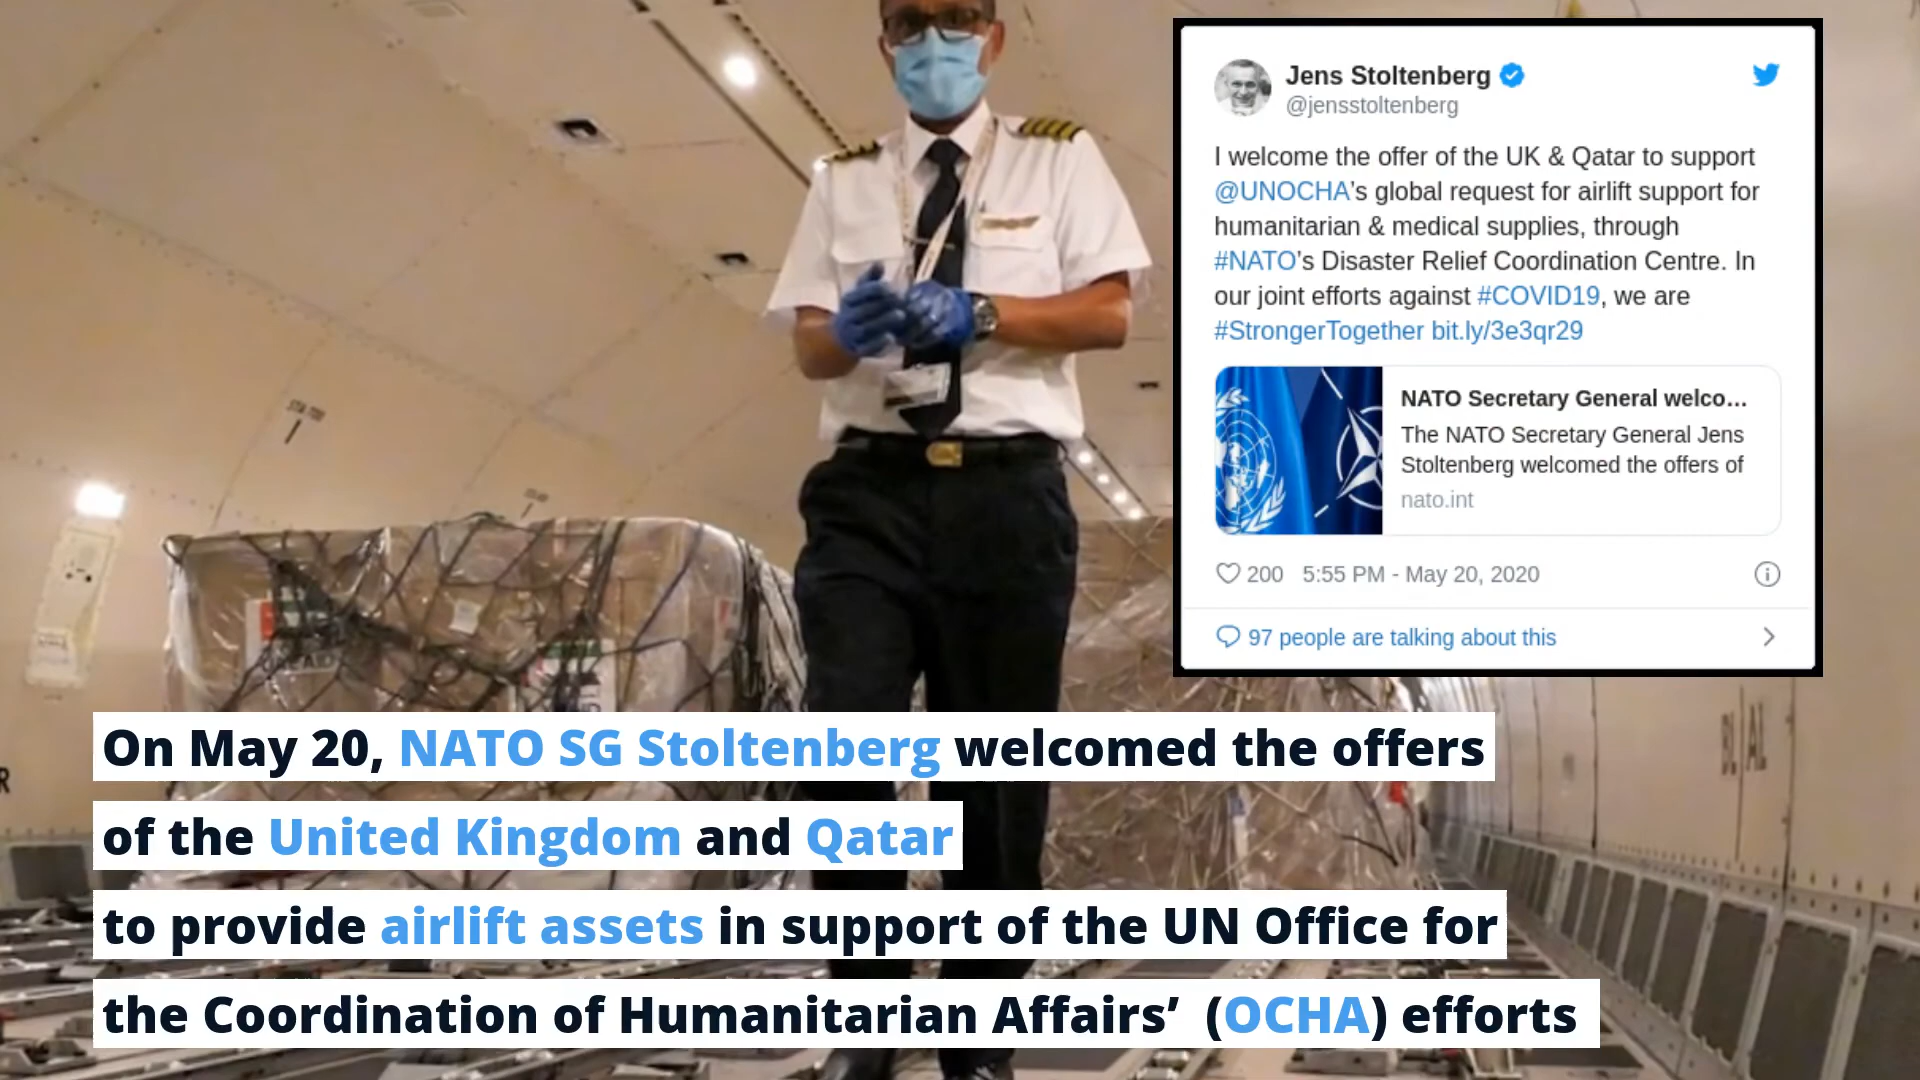 Jens Stoltenberg
@jensstoltenberg
I welcome the offer of the UK & Qatar to support
@UNOCHA's global request for airlift support for
humanitarian & medical supplies, through
#NATO's Disaster Relief Coordination Centre. In
our joint efforts against #COVID19, we are
#StrongerTogether bit.ly/3e3qr29
NATO Secretary General welco…
The NATO Secretary General Jens
Stoltenberg welcomed the offers of
nato.int
200 5:55 PM - May 20, 2020
97 people are talking about this
On May 20, NATO SG Stoltenberg welcomed the offers
of the United Kingdom and Qatar
to provide airlift assets in support of the UN Office for
the Coordination of Humanitarian Affairs’ (OCHA) efforts